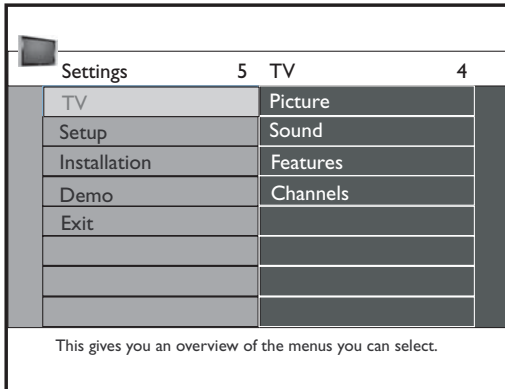 Settings 5 TV 4
TV Picture
Setup Sound
Installation Features
Demo Channels
Exit
This gives you an overview of the menus you can select.